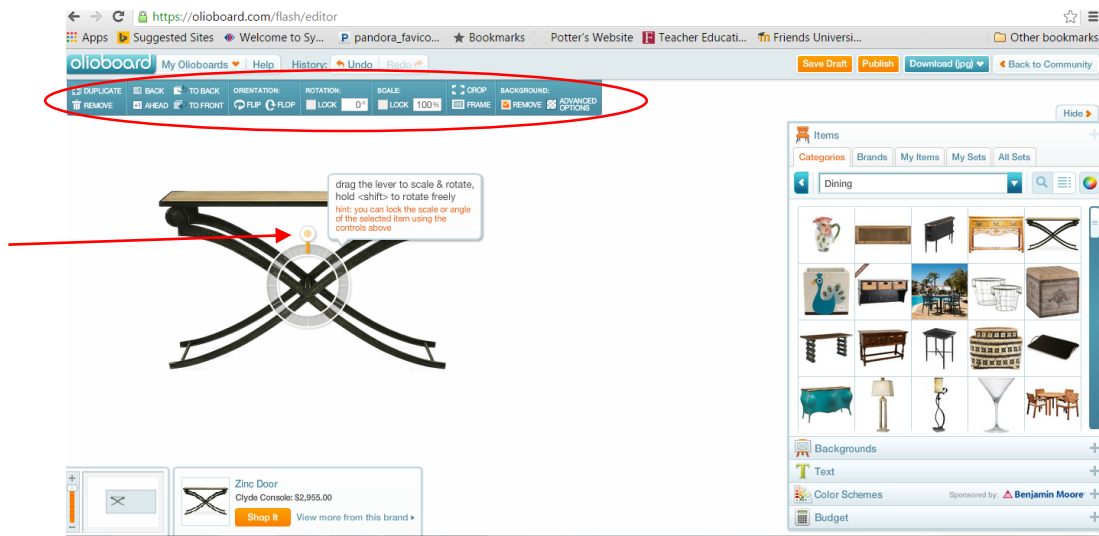 https://olioboard.com/flash/editor
Apps Suggested Sites Welcome to Sy... pandora_favico... Bookmarks Potter's Website Teacher Educati... Friends Universi... Other bookmarks
olioboard My Olioboards Help History: Undo Redo Save Draft Publish Download (jpg) Back to Community
DUPLICATE BACK TO BACK ORIENTATION: ROTATION: SCALE: CROP BACKGROUND:
REMOVE AHEAD TO FRONT FLIP FLOP LOCK 0° LOCK 100% FRAME REMOVE ADVANCED OPTIONS
Hide
Items
Categories Brands My Items My Sets All Sets
Dining
drag the lever to scale & rotate,
hold <shift> to rotate freely
hint: you can lock the scale or angle
of the selected item using the
controls above
Backgrounds
Text
Color Schemes Sponsored by: Benjamin Moore
Budget
Zinc Door
Clyde Console: $2,955.00
Shop It View more from this brand